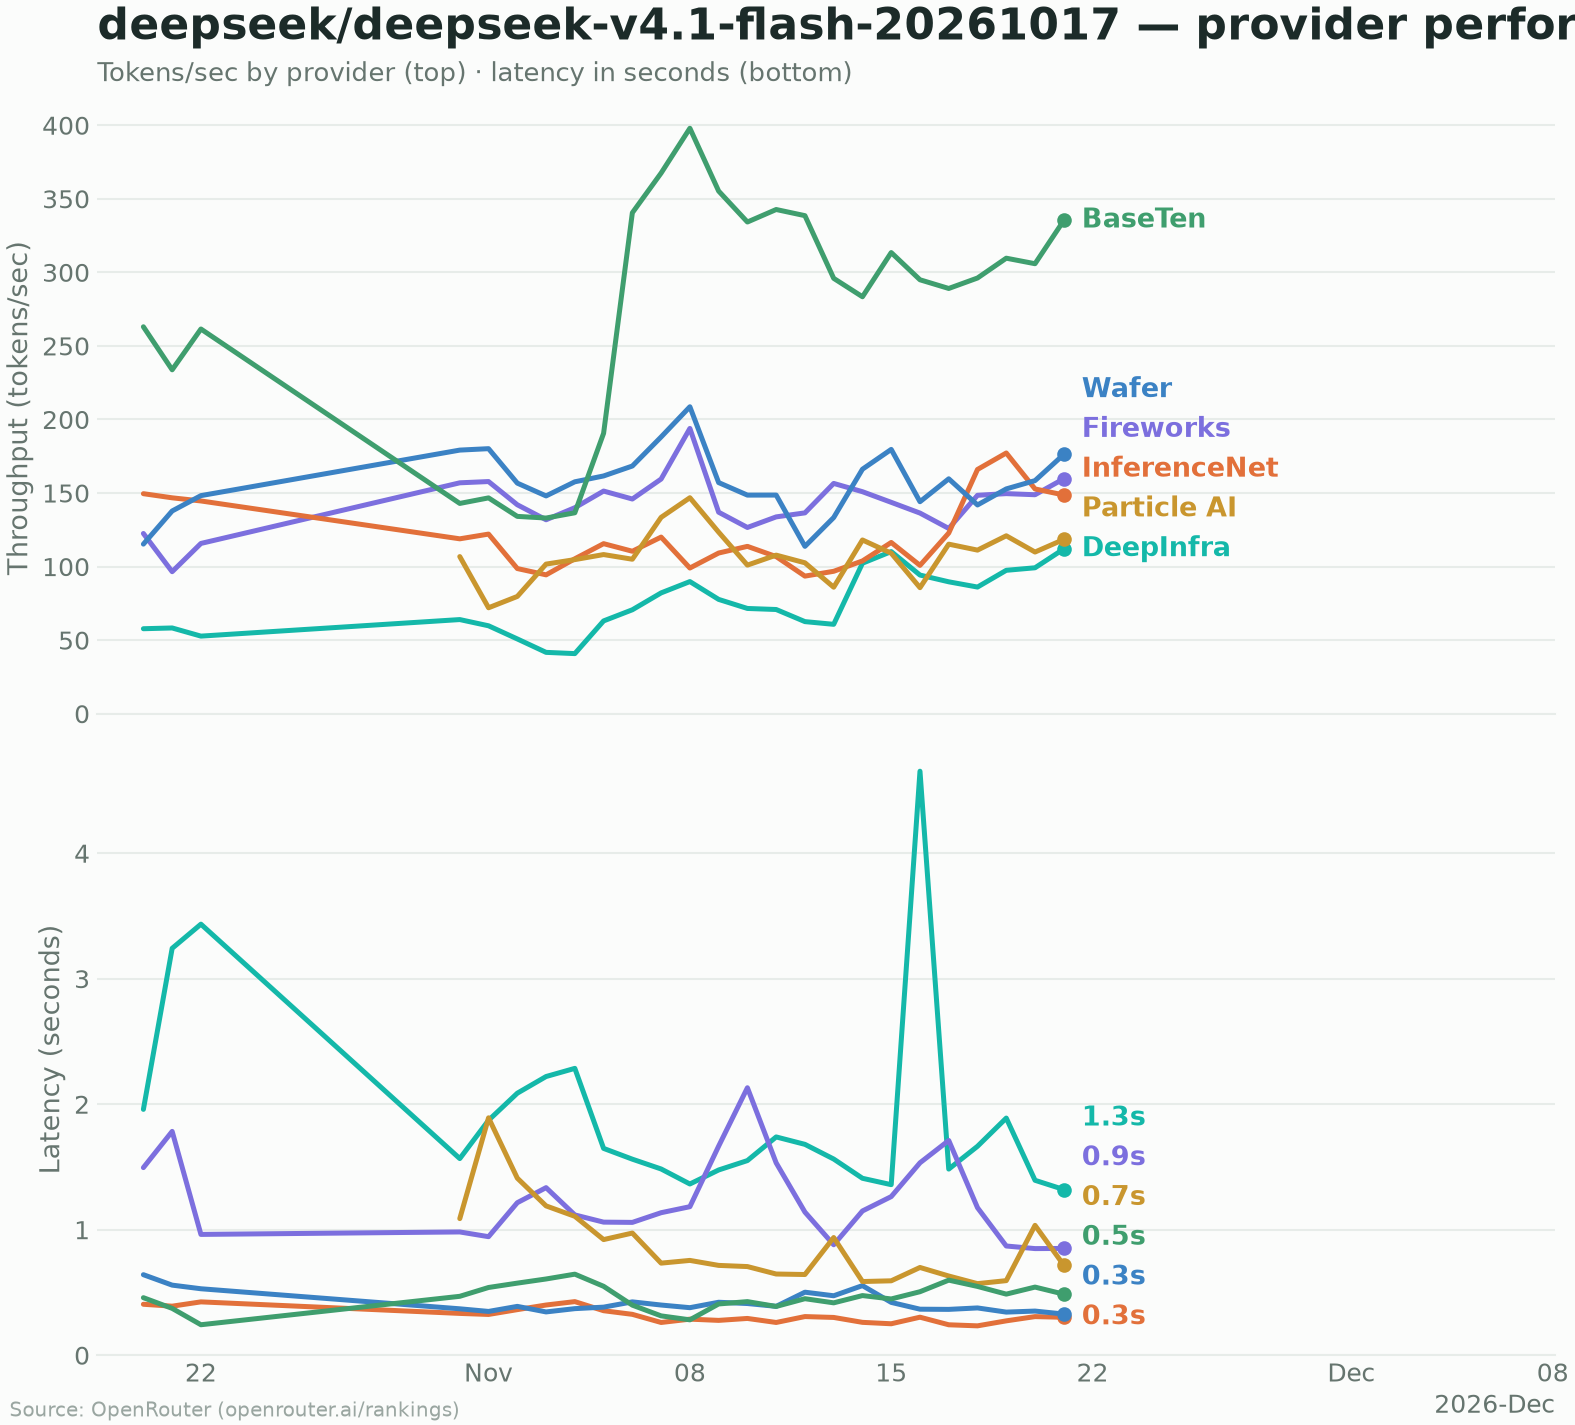 deepseek/deepseek-v4.1-flash-20261017 — provider perfor
Tokens/sec by provider (top) · latency in seconds (bottom)
Throughput (tokens/sec)
400
350
300
250
200
150
100
50
0
BaseTen
Wafer
Fireworks
InferenceNet
Particle AI
DeepInfra
Latency (seconds)
4
3
2
1
0
1.3s
0.9s
0.7s
0.5s
0.3s
0.3s
22 Nov 08 15 22 Dec 08
2026-Dec
Source: OpenRouter (openrouter.ai/rankings)